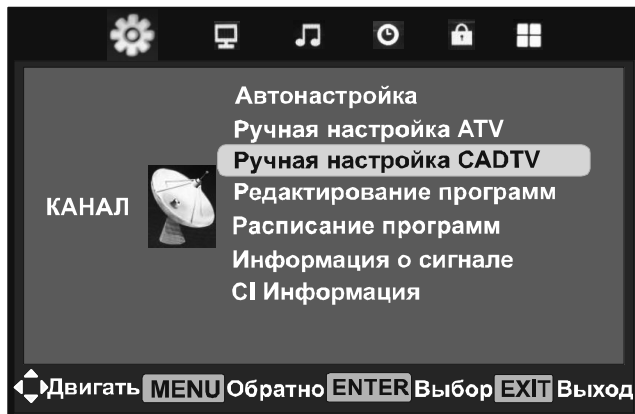 Автонастройка
Ручная настройка ATV
Ручная настройка CADTV
КАНАЛ
Редактирование программ
Расписание программ
Информация о сигнале
CI Информация
Двигать MENU Обратно ENTER Выбор EXIT Выход